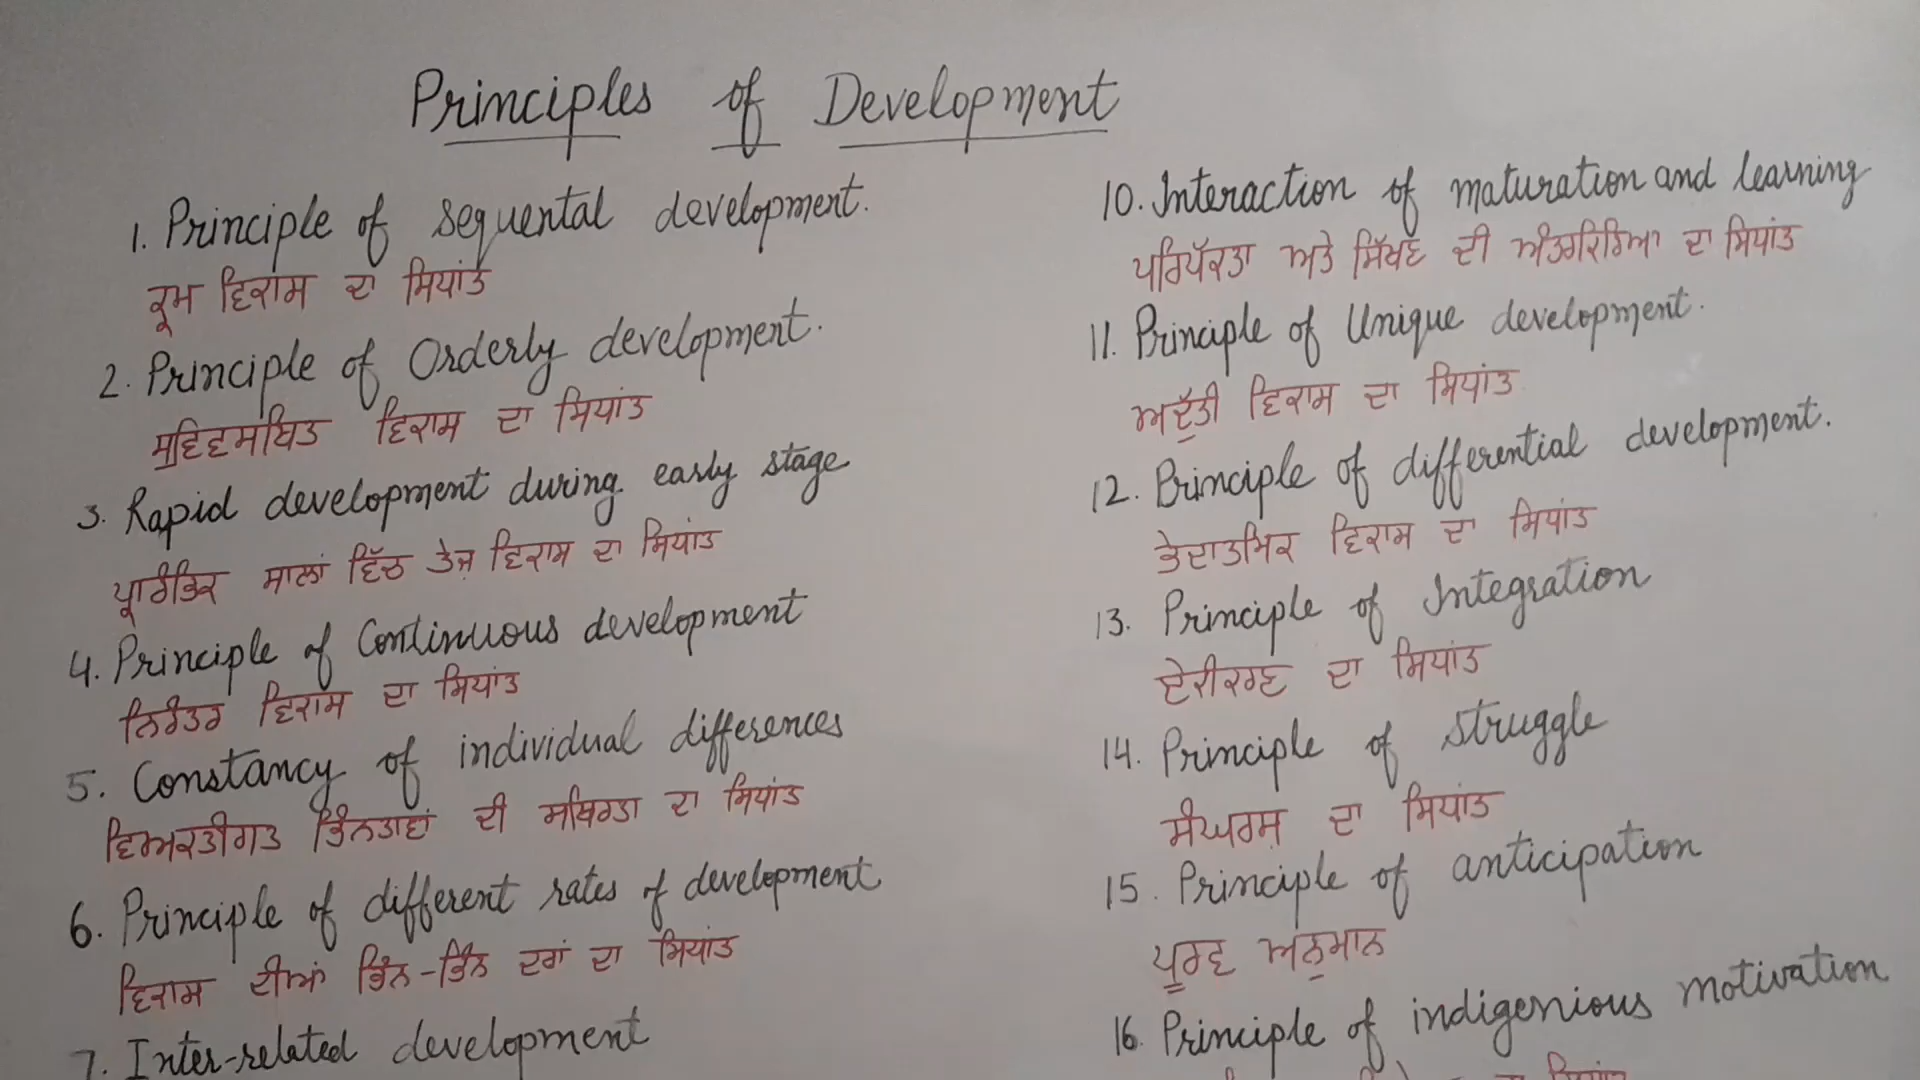 Principles of Development
1. Principle of sequental development.
ਕ੍ਰਮ ਵਿਕਾਸ ਦਾ ਸਿਧਾਂਤ
2. Principle of Orderly development.
ਸੁਵਿਵਸਥਿਤ ਵਿਕਾਸ ਦਾ ਸਿਧਾਂਤ
3. Rapid development during early stage
ਪ੍ਰਾਰੰਭਿਕ ਸਾਲਾਂ ਵਿੱਚ ਤੇਜ਼ ਵਿਕਾਸ ਦਾ ਸਿਧਾਂਤ
4. Principle of Continuous development
ਨਿਰੰਤਰ ਵਿਕਾਸ ਦਾ ਸਿਧਾਂਤ
5. Constancy of individual differences
ਵਿਅਕਤੀਗਤ ਭਿੰਨਤਾਵਾਂ ਦੀ ਸਥਿਰਤਾ ਦਾ ਸਿਧਾਂਤ
6. Principle of different rates of development
ਵਿਕਾਸ ਦੀਆਂ ਭਿੰਨ-ਭਿੰਨ ਦਰਾਂ ਦਾ ਸਿਧਾਂਤ
7. Inter-related development
10. Interaction of maturation and learning
ਪਰਿਪੱਕਤਾ ਅਤੇ ਸਿੱਖਣ ਦੀ ਅੰਤਰਕਿਰਿਆ ਦਾ ਸਿਧਾਂਤ
11. Principle of Unique development.
ਅਦੁੱਤੀ ਵਿਕਾਸ ਦਾ ਸਿਧਾਂਤ
12. Principle of differential development.
ਭੇਦਾਤਮਿਕ ਵਿਕਾਸ ਦਾ ਸਿਧਾਂਤ
13. Principle of Integration
ਏਕੀਕਰਣ ਦਾ ਸਿਧਾਂਤ
14. Principle of struggle
ਸੰਘਰਸ਼ ਦਾ ਸਿਧਾਂਤ
15. Principle of anticipation
ਪੂਰਵ ਅਨੁਮਾਨ
16. Principle of indigenious motivation